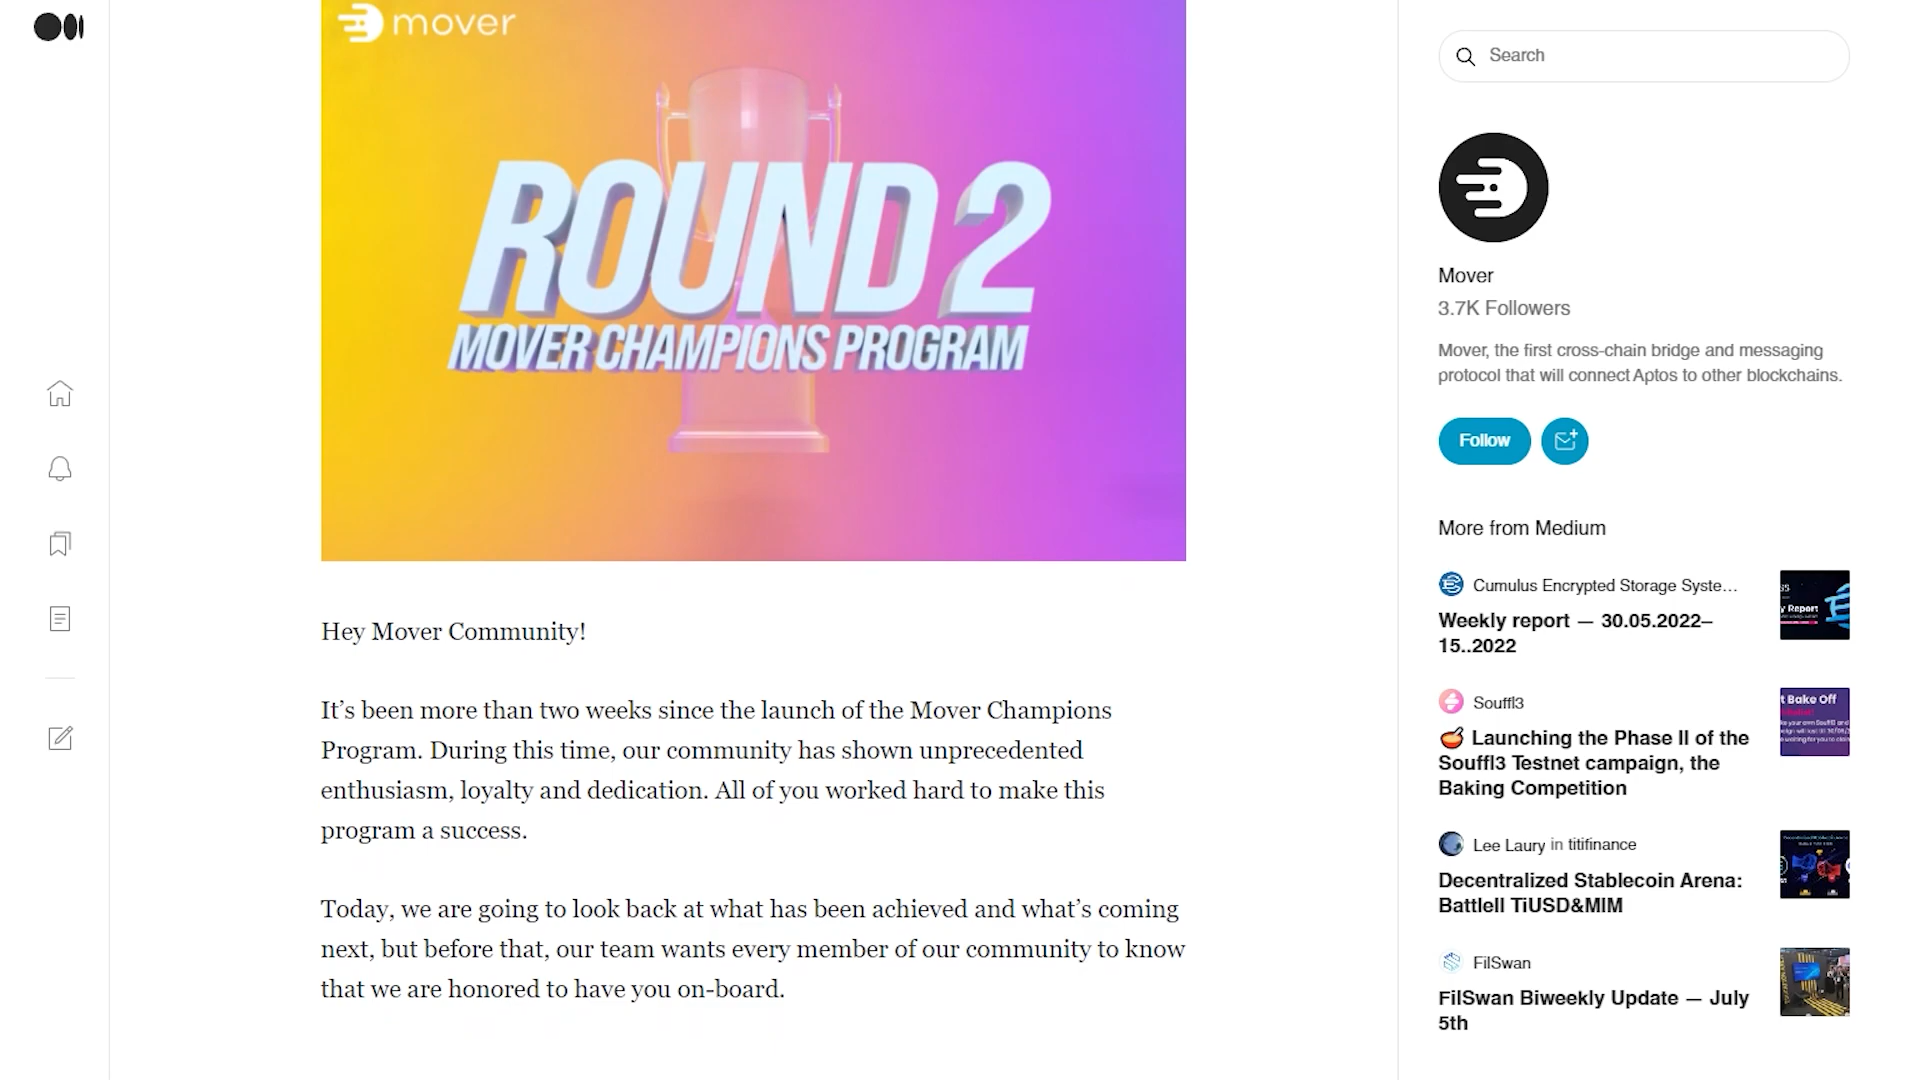 mover
ROUND 2
MOVER CHAMPIONS PROGRAM
Hey Mover Community!
It’s been more than two weeks since the launch of the Mover Champions
Program. During this time, our community has shown unprecedented
enthusiasm, loyalty and dedication. All of you worked hard to make this
program a success.
Today, we are going to look back at what has been achieved and what’s coming
next, but before that, our team wants every member of our community to know
that we are honored to have you on-board.
Search
Mover
3.7K Followers
Mover, the first cross-chain bridge and messaging
protocol that will connect Aptos to other blockchains.
Follow
More from Medium
Cumulus Encrypted Storage Syste…
Weekly report — 30.05.2022–
15..2022
y Report
Souffl3
🍲 Launching the Phase II of the
Souffl3 Testnet campaign, the
Baking Competition
t Bake Off
Lee Laury in titifinance
Decentralized Stablecoin Arena:
Battlell TiUSD&MIM
FilSwan
FilSwan Biweekly Update — July
5th